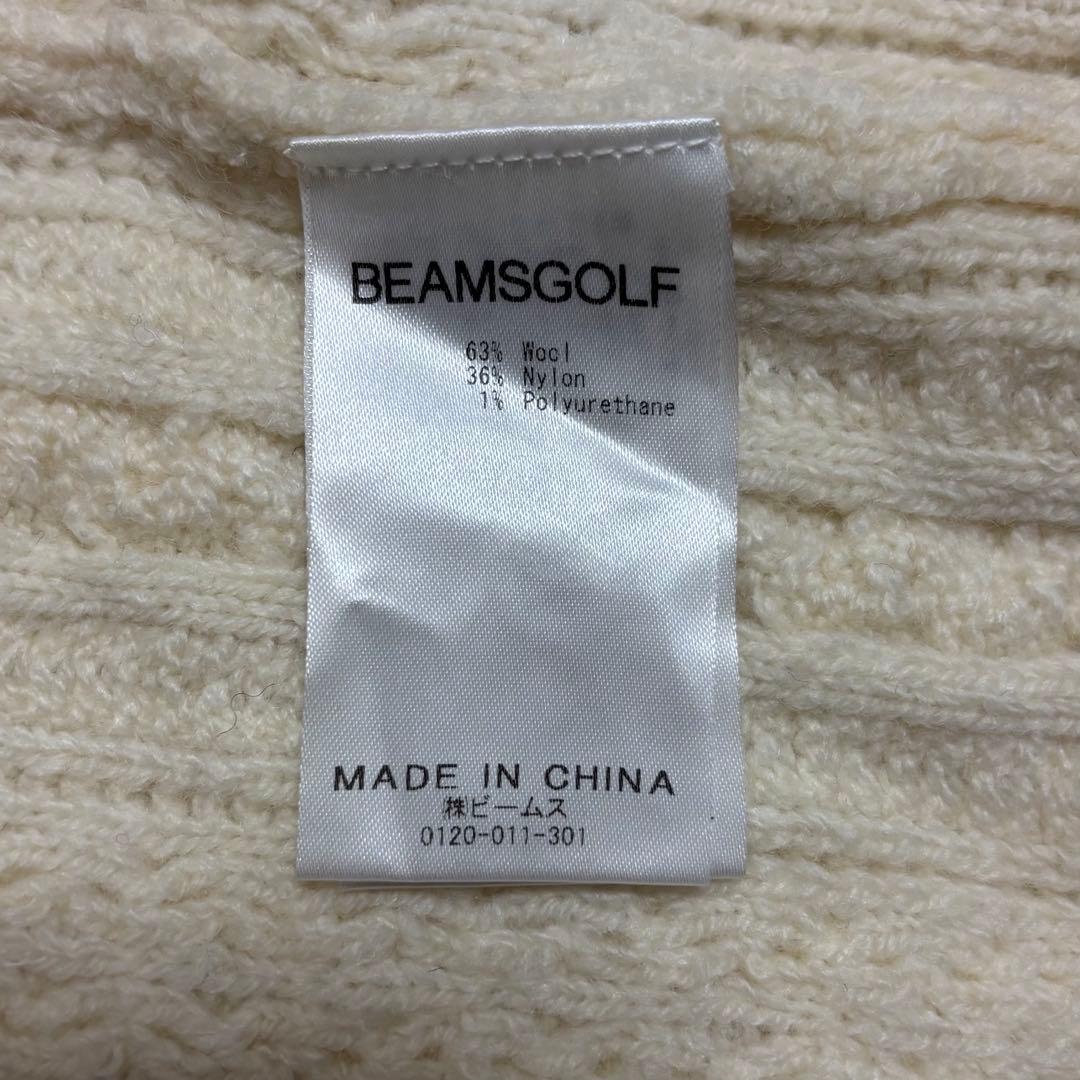 BEAMSGOLF
63% Wool
36% Nylon
1% Polyurethane
MADE IN CHINA
㈱ビームス
0120-011-301